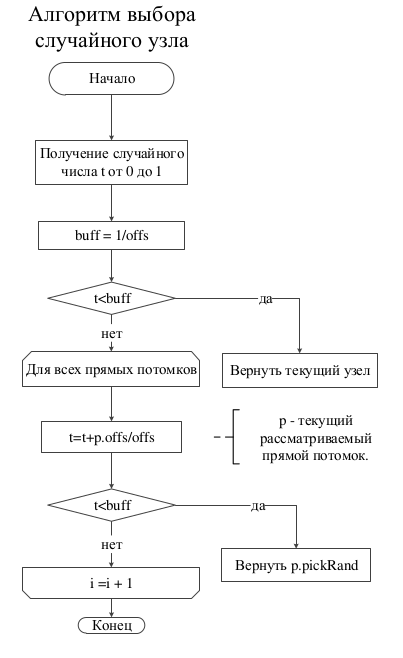 Алгоритм выбора
случайного узла
Начало
Получение случайного
числа t от 0 до 1
buff = 1/offs
t<buff
да
нет
Для всех прямых потомков
Вернуть текущий узел
t=t+p.offs/offs
p - текущий
рассматриваемый
прямой потомок.
t<buff
да
нет
Вернуть p.pickRand
i =i + 1
Конец